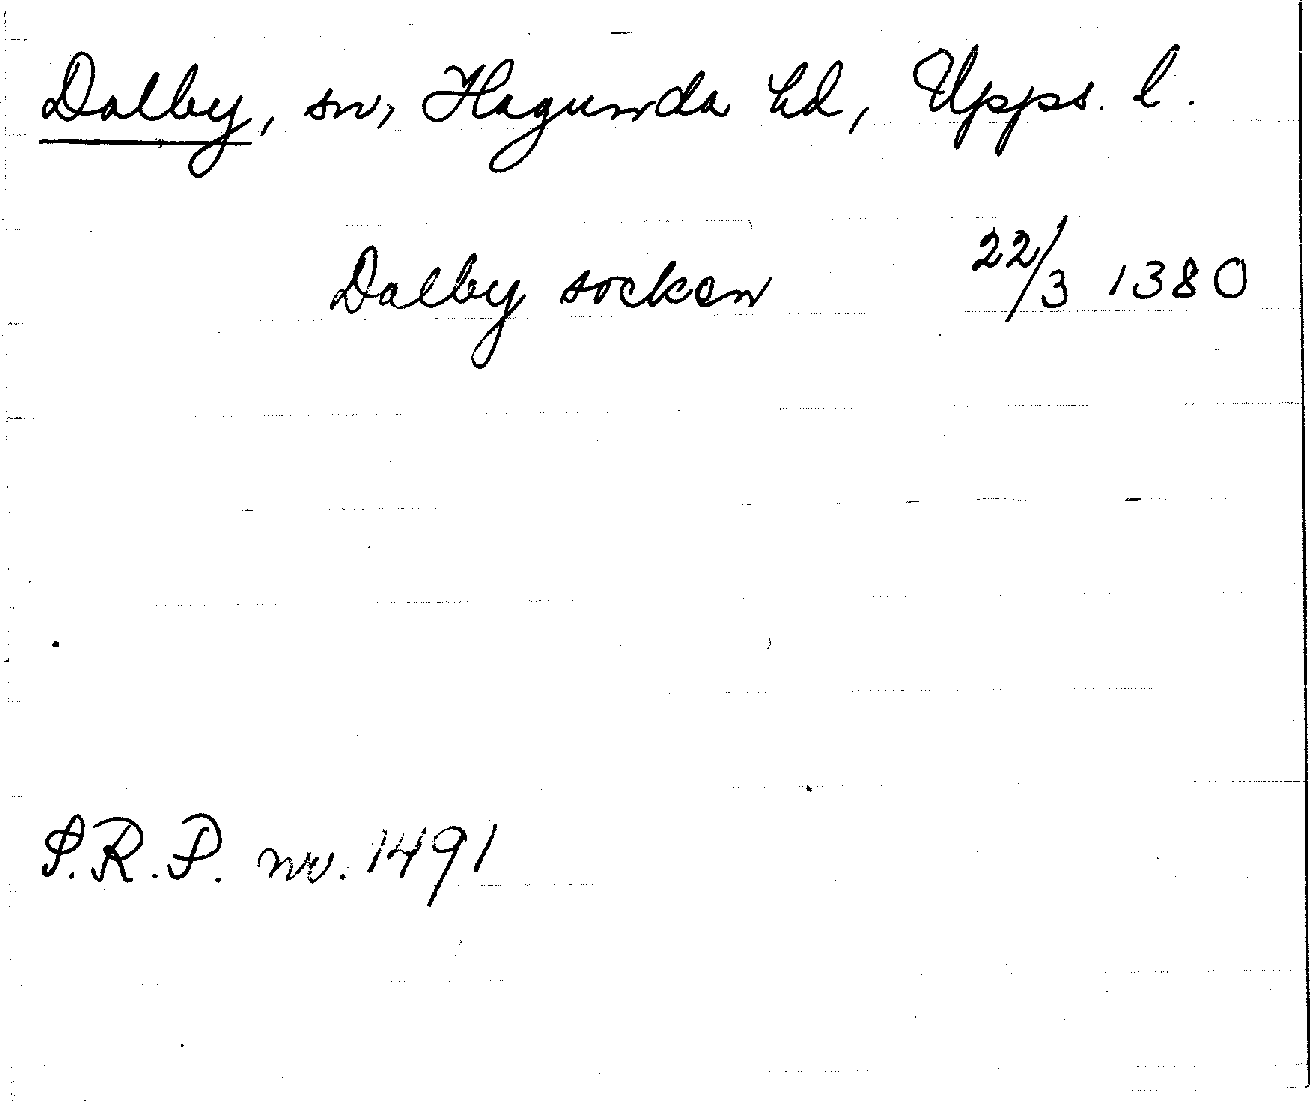 Dalby, sn, Hagunda hd, Upps. l.
Dalby socken 22/3 1380
S.R.P. nr. 1491